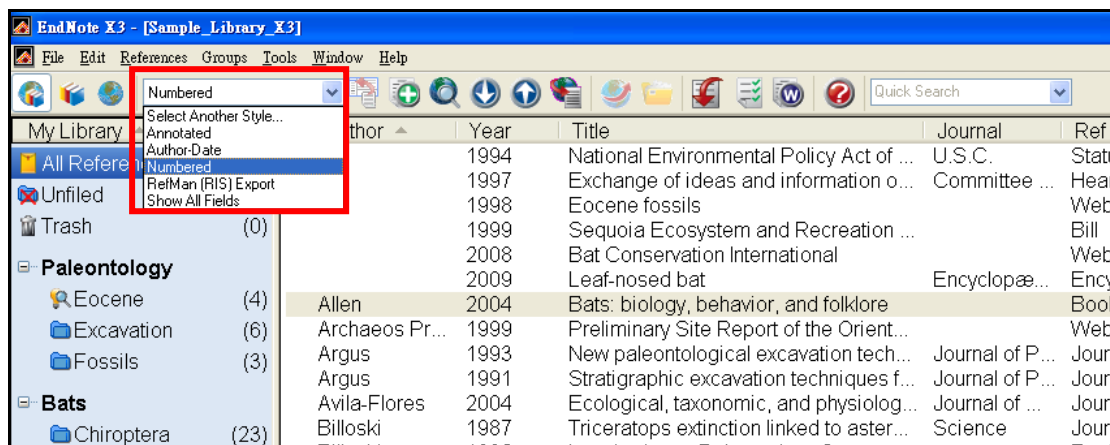 EndNote X3 - [Sample_Library_X3]
File Edit References Groups Tools Window Help
Numbered
Quick Search
Select Another Style...
Annotated
Author-Date
Numbered
RefMan (RIS) Export
Show All Fields
My Library thor Year Title Journal Ref
All Referen 1994 National Environmental Policy Act of ... U.S.C. Statu
Unfiled 1997 Exchange of ideas and information o... Committee ... Hear
1998 Eocene fossils Web
Trash (0) 1999 Sequoia Ecosystem and Recreation ... Bill
2008 Bat Conservation International Web
Paleontology 2009 Leaf-nosed bat Encyclopæ... Ency
Eocene (4) Allen 2004 Bats: biology, behavior, and folklore Book
Excavation (6) Archaeos Pr... 1999 Preliminary Site Report of the Orient... Web
Fossils (3) Argus 1993 New paleontological excavation tech... Journal of P... Jour
Argus 1991 Stratigraphic excavation techniques f... Journal of P... Jour
Bats Avila-Flores 2004 Ecological, taxonomic, and physiolog... Journal of ... Jour
Chiroptera (23) Billoski 1987 Triceratops extinction linked to aster... Science Jour